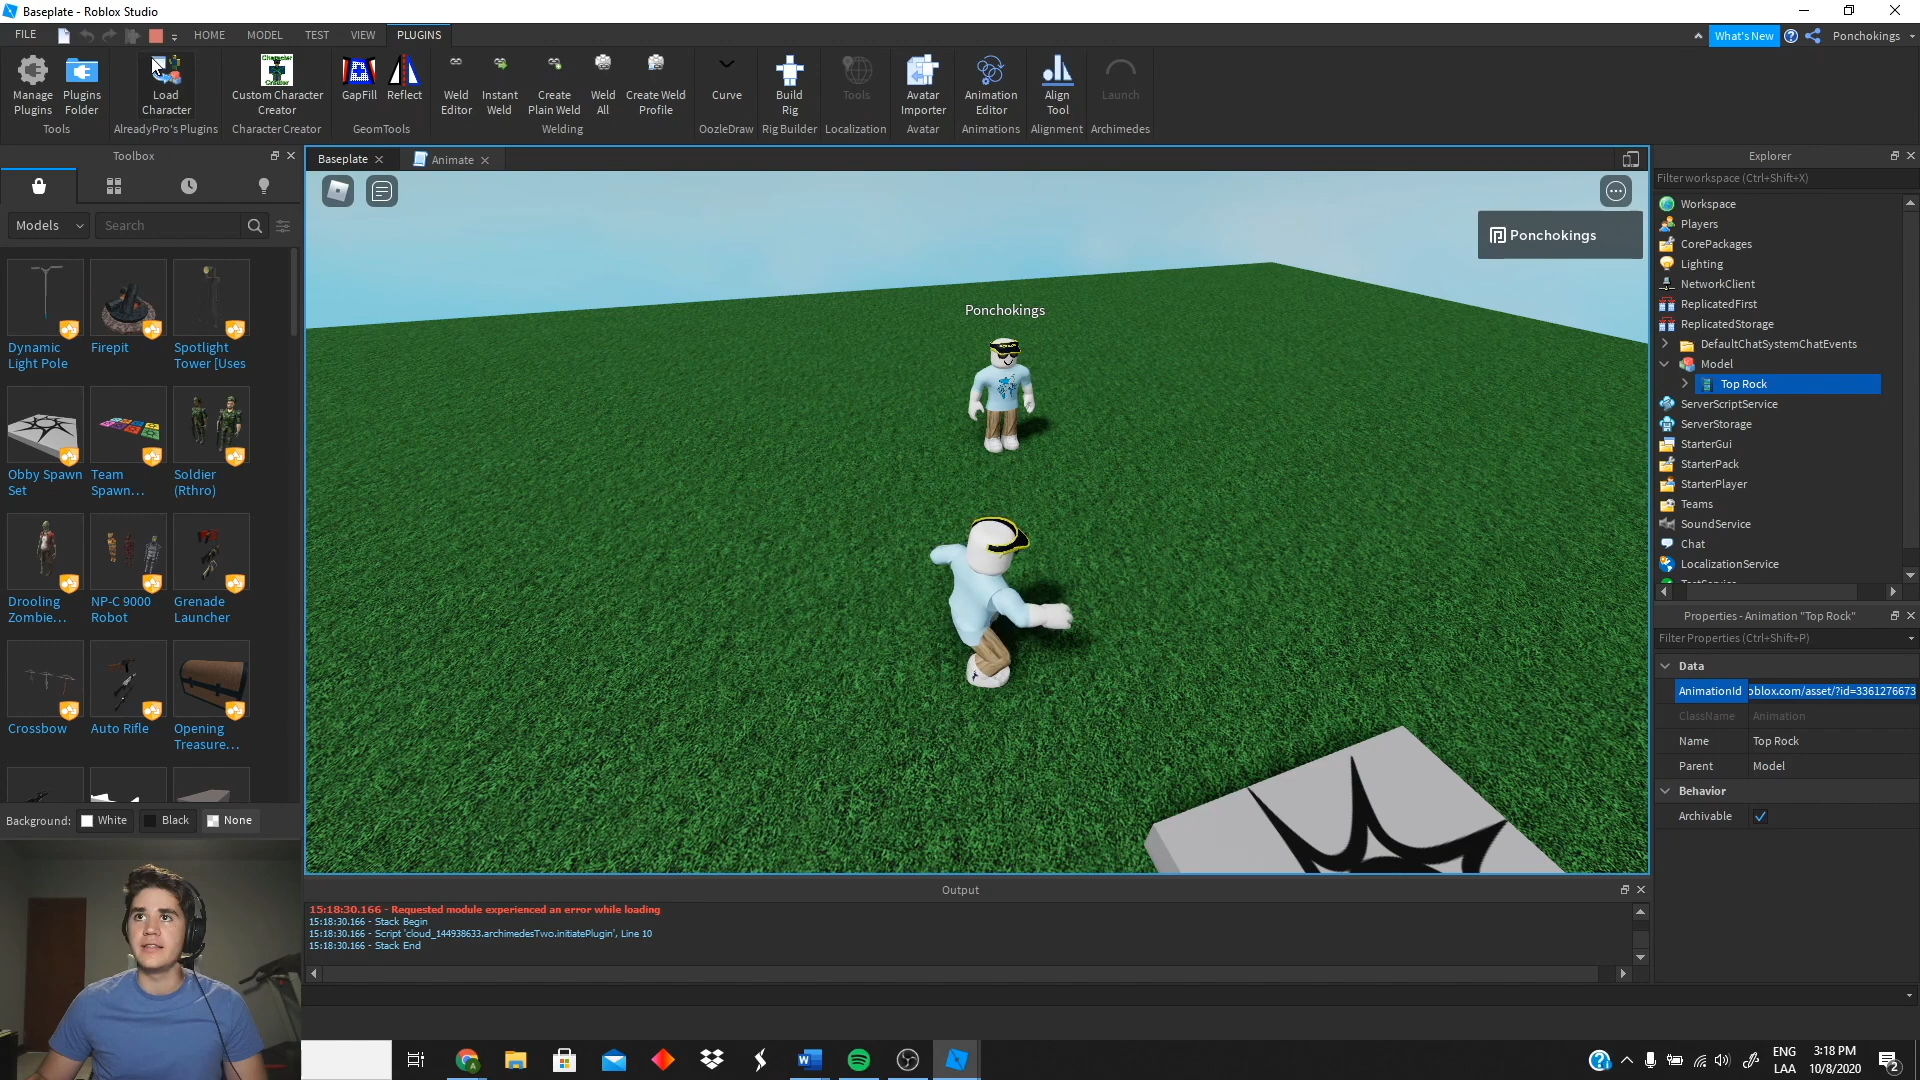 Baseplate - Roblox Studio
FILE
HOME
MODEL
TEST
VIEW
PLUGINS
What's New
Ponchokings
Manage Plugins
Plugins Folder
Load Character
Custom Character Creator
GapFill
Reflect
Weld Editor
Instant Weld
Create Plain Weld
Weld All
Create Weld Profile
Curve
Build Rig
Tools
Avatar Importer
Animation Editor
Align Tool
Launch
Tools
AlreadyPro's Plugins
Character Creator
GeomTools
Welding
OozleDraw
Rig Builder
Localization
Avatar
Animations
Alignment
Archimedes
Toolbox
Models
Search
Dynamic Light Pole
Firepit
Spotlight Tower [Uses
Obby Spawn Set
Team Spawn...
Soldier (Rthro)
Drooling Zombie...
NP-C 9000 Robot
Grenade Launcher
Crossbow
Auto Rifle
Opening Treasure...
Background:
White
Black
None
Baseplate
Animate
Ponchokings
Ponchokings
Output
15:18:30.166 - Requested module experienced an error while loading
15:18:30.166 - Stack Begin
15:18:30.166 - Script 'cloud_144938633.archimedesTwo.initiatePlugin', Line 10
15:18:30.166 - Stack End
Explorer
Filter workspace (Ctrl+Shift+X)
Workspace
Players
CorePackages
Lighting
NetworkClient
ReplicatedFirst
ReplicatedStorage
DefaultChatSystemChatEvents
Model
Top Rock
ServerScriptService
ServerStorage
StarterGui
StarterPack
StarterPlayer
Teams
SoundService
Chat
LocalizationService
Properties - Animation "Top Rock"
Filter Properties (Ctrl+Shift+P)
Data
AnimationId
oblox.com/asset/?id=3361276673
ClassName
Animation
Name
Top Rock
Parent
Model
Behavior
Archivable
ENG
LAA
3:18 PM
10/8/2020
2